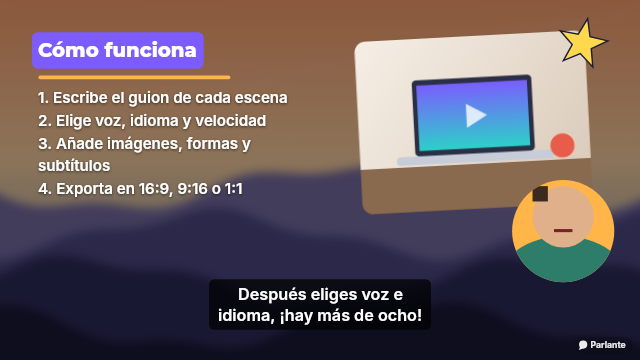 Cómo funciona
1. Escribe el guion de cada escena
2. Elige voz, idioma y velocidad
3. Añade imágenes, formas y
subtítulos
4. Exporta en 16:9, 9:16 o 1:1
Después eliges voz e
idioma, ¡hay más de ocho!
Parlante